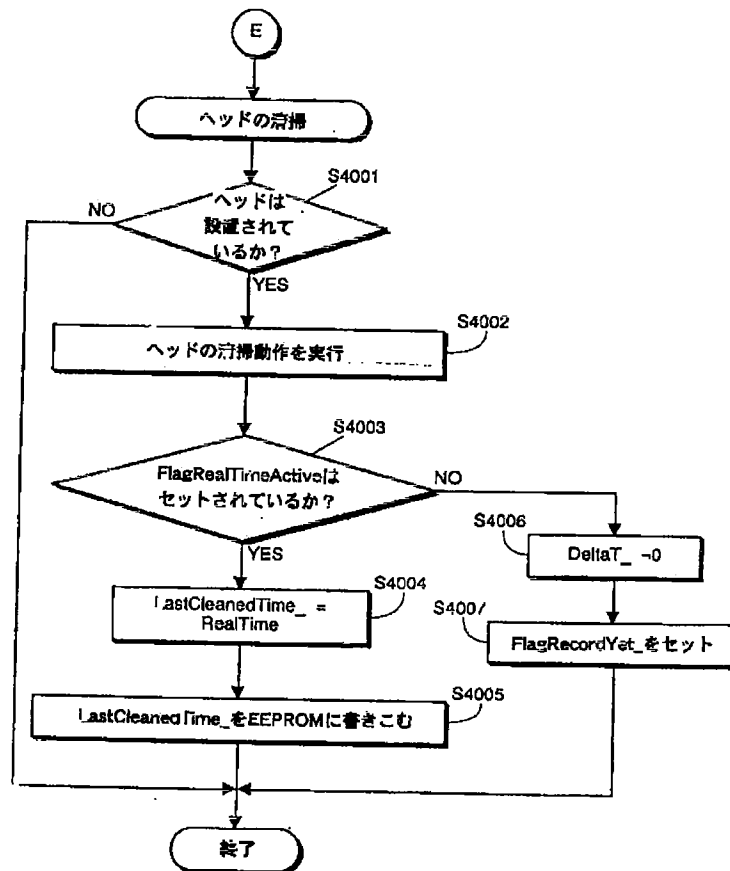 E
ヘッドの清掃
S4001
ヘッドは
設置されて
いるか?
NO
YES
S4002
ヘッドの清掃動作を実行
S4003
FlagRealTimeActiveは
セットされているか?
NO
YES
S4006
DeltaT_ =0
S4004
LastCleanedTime_ =
RealTime
S4007
FlagRecordYet_をセット
S4005
LastCleanedTime_をEEPROMに書きこむ
終了